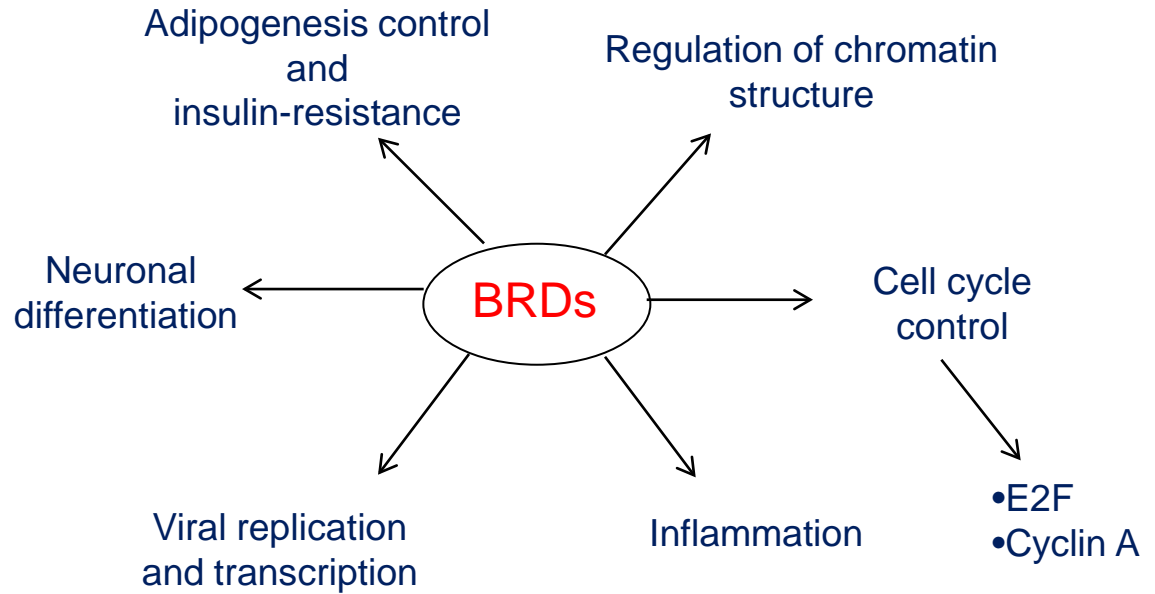 Adipogenesis control
and
insulin-resistance
Regulation of chromatin
structure
Neuronal
differentiation
BRDs
Cell cycle
control
Viral replication
and transcription
Inflammation
•E2F
•Cyclin A